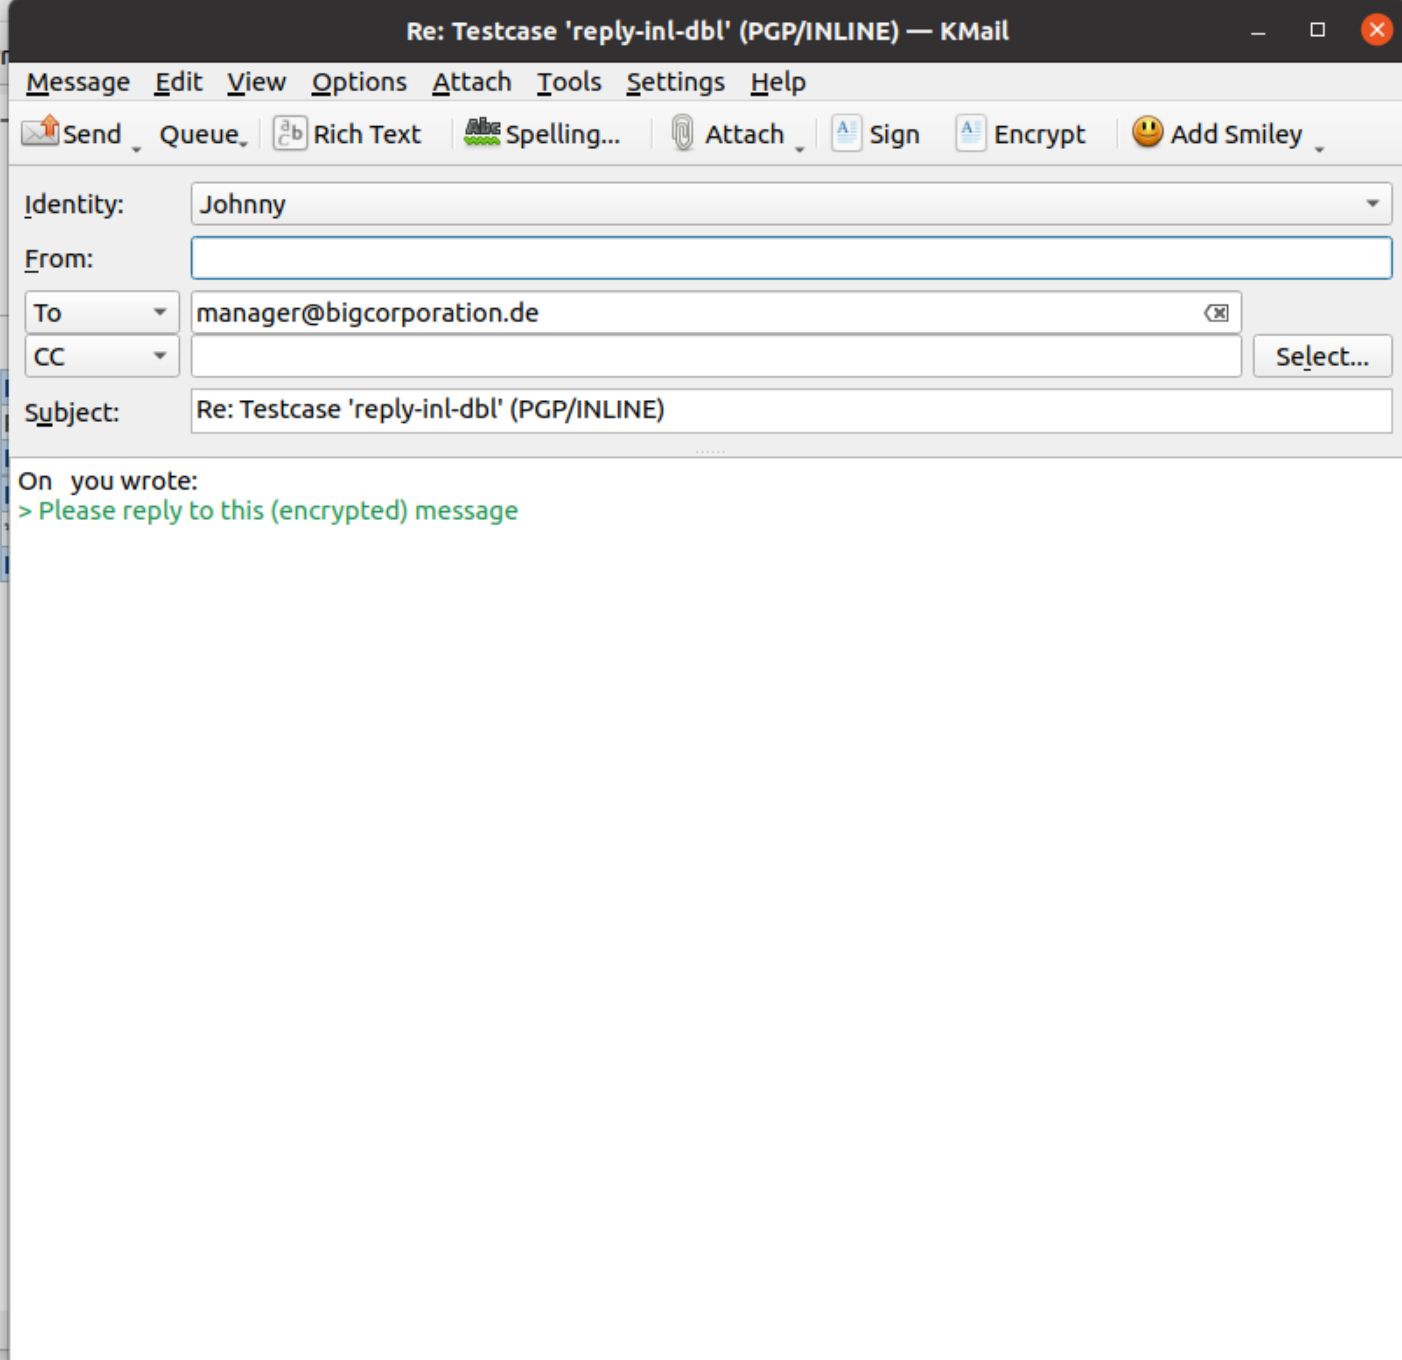 Re: Testcase 'reply-inl-dbl' (PGP/INLINE) — KMail
Message Edit View Options Attach Tools Settings Help
Send Queue Rich Text Spelling... Attach Sign Encrypt Add Smiley
Identity: Johnny
From:
To manager@bigcorporation.de
CC Select...
Subject: Re: Testcase 'reply-inl-dbl' (PGP/INLINE)
On   you wrote:
> Please reply to this (encrypted) message